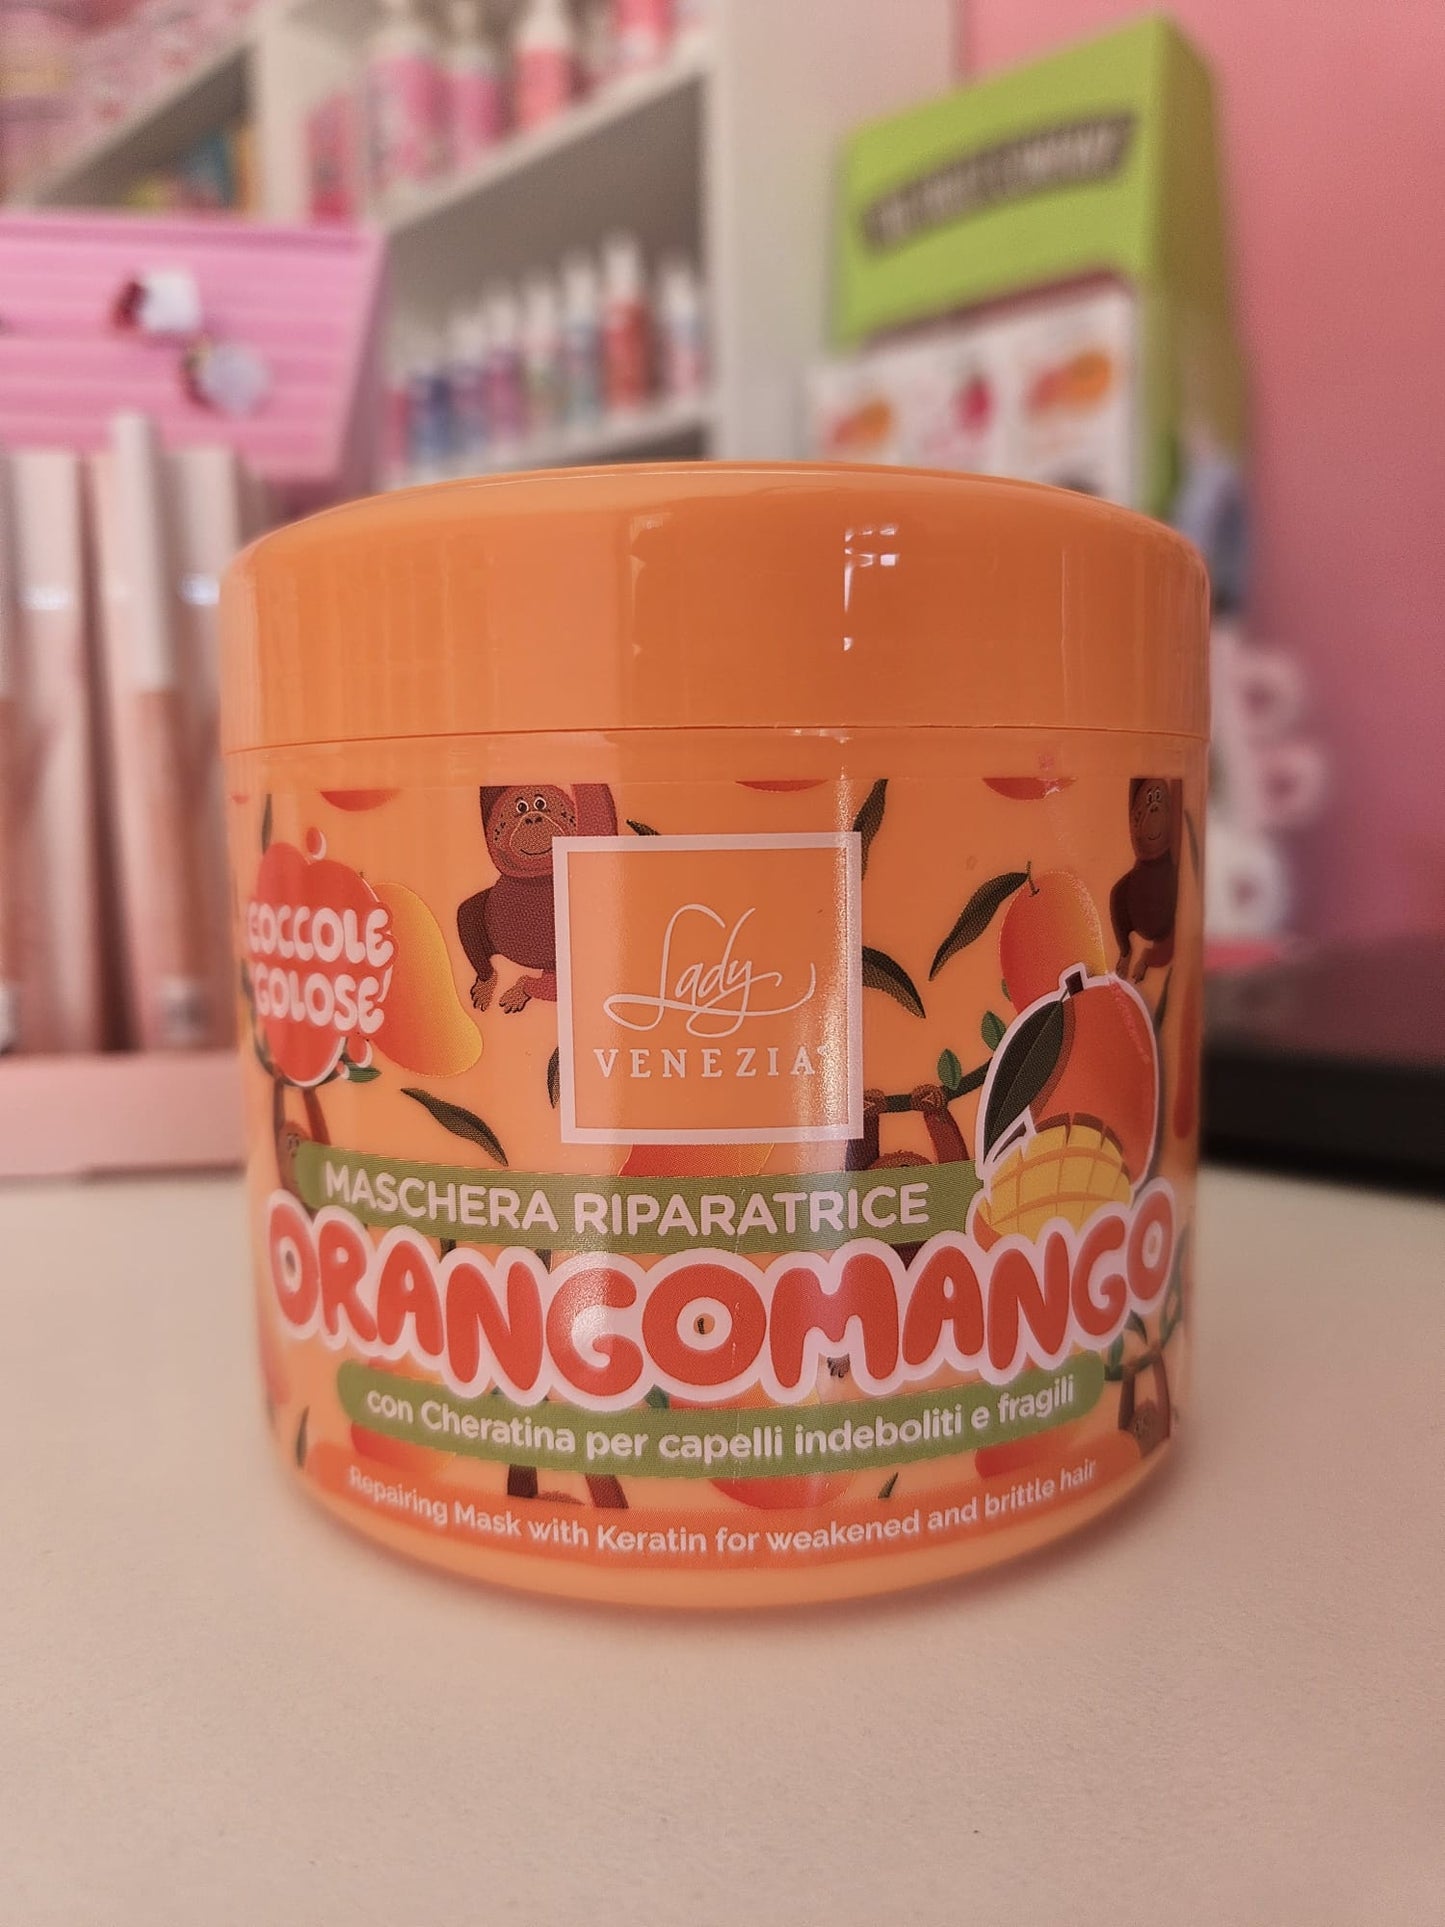 COCCOLE
GOLOSE!
Lady
VENEZIA
MASCHERA RIPARATRICE
ORANGOMANGO
con Cheratina per capelli indeboliti e fragili
Repairing Mask with Keratin for weakened and brittle hair